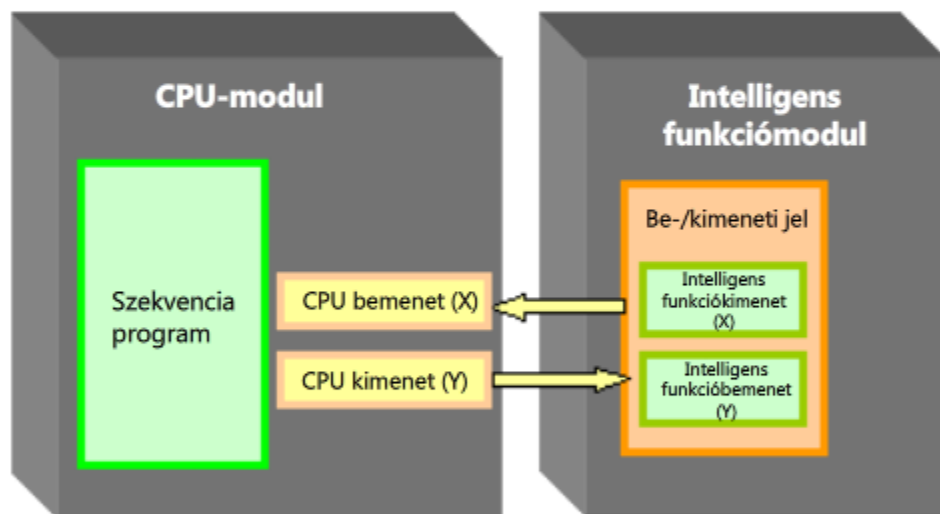 CPU-modul
Szekvencia
program
CPU bemenet (X)
CPU kimenet (Y)
Intelligens
funkciómodul
Be-/kimeneti jel
Intelligens
funkciókimenet
(X)
Intelligens
funkcióbemenet
(Y)